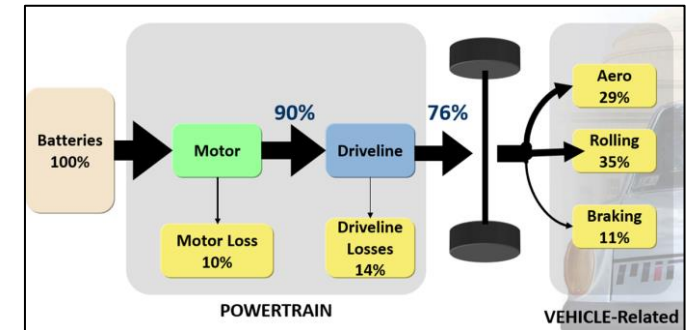 Batteries
100%
Motor
90%
Driveline
76%
Motor Loss
10%
Driveline
Losses
14%
POWERTRAIN
Aero
29%
Rolling
35%
Braking
11%
VEHICLE-Related